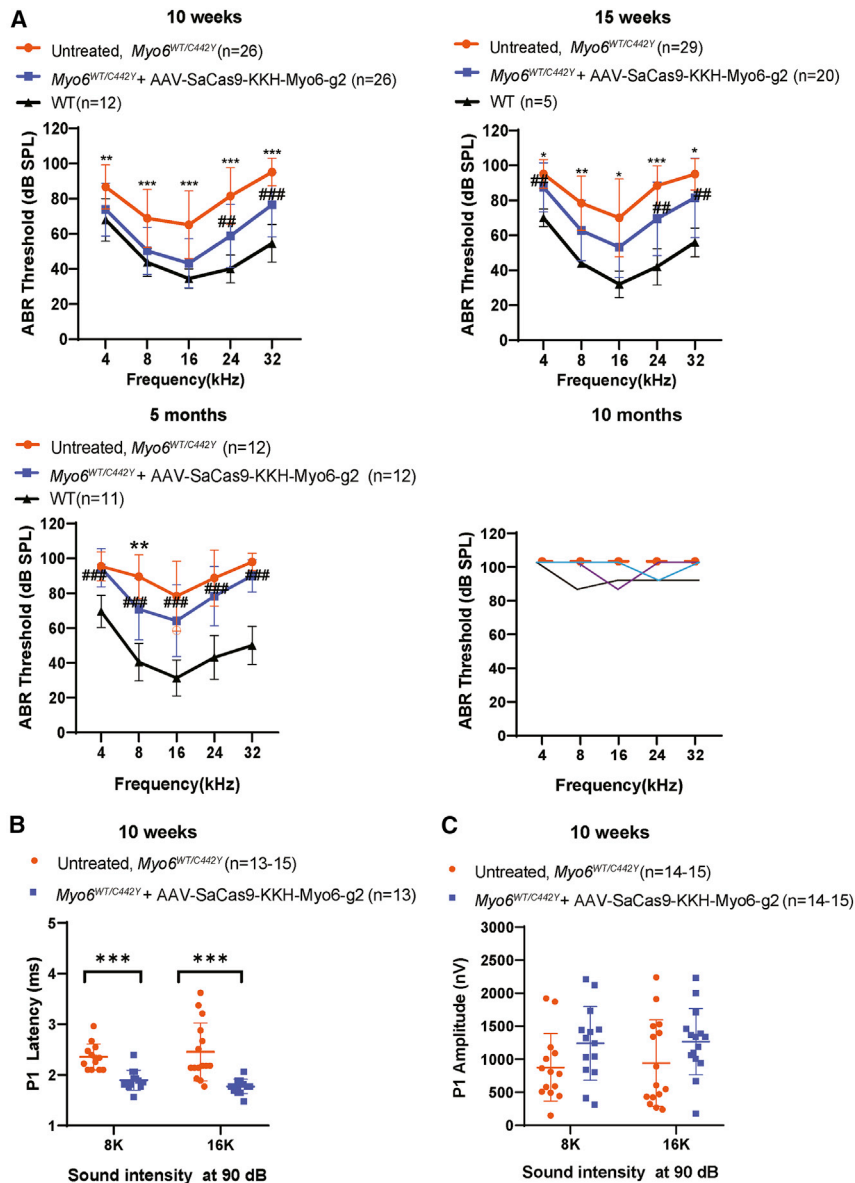 A
10 weeks
Untreated, Myo6WT/C442Y (n=26)
Myo6WT/C442Y + AAV-SaCas9-KKH-Myo6-g2 (n=26)
WT(n=12)
ABR Threshold (dB SPL)
120
100
80
60
40
20
0
** *** *** *** ***
## ###
4 8 16 24 32
Frequency(kHz)
15 weeks
Untreated, Myo6WT/C442Y (n=29)
Myo6WT/C442Y + AAV-SaCas9-KKH-Myo6-g2 (n=20)
WT (n=5)
ABR Threshold (dB SPL)
120
100
80
60
40
20
0
* ** * *** *
## ## ##
4 8 16 24 32
Frequency(kHz)
5 months
Untreated, Myo6WT/C442Y (n=12)
Myo6WT/C442Y + AAV-SaCas9-KKH-Myo6-g2 (n=12)
WT(n=11)
ABR Threshold (dB SPL)
120
100
80
60
40
20
0
**
### ### ### ### ###
4 8 16 24 32
Frequency(kHz)
10 months
ABR Threshold (dB SPL)
120
100
80
60
40
20
0
4 8 16 24 32
Frequency(kHz)
B
10 weeks
Untreated, Myo6WT/C442Y (n=13-15)
Myo6WT/C442Y + AAV-SaCas9-KKH-Myo6-g2 (n=13)
P1 Latency (ms)
5
4
3
2
1
*** ***
8K 16K
Sound intensity at 90 dB
C
10 weeks
Untreated, Myo6WT/C442Y (n=14-15)
Myo6WT/C442Y + AAV-SaCas9-KKH-Myo6-g2 (n=14-15)
P1 Amplitude (nV)
3000
2500
2000
1500
1000
500
0
8K 16K
Sound intensity at 90 dB